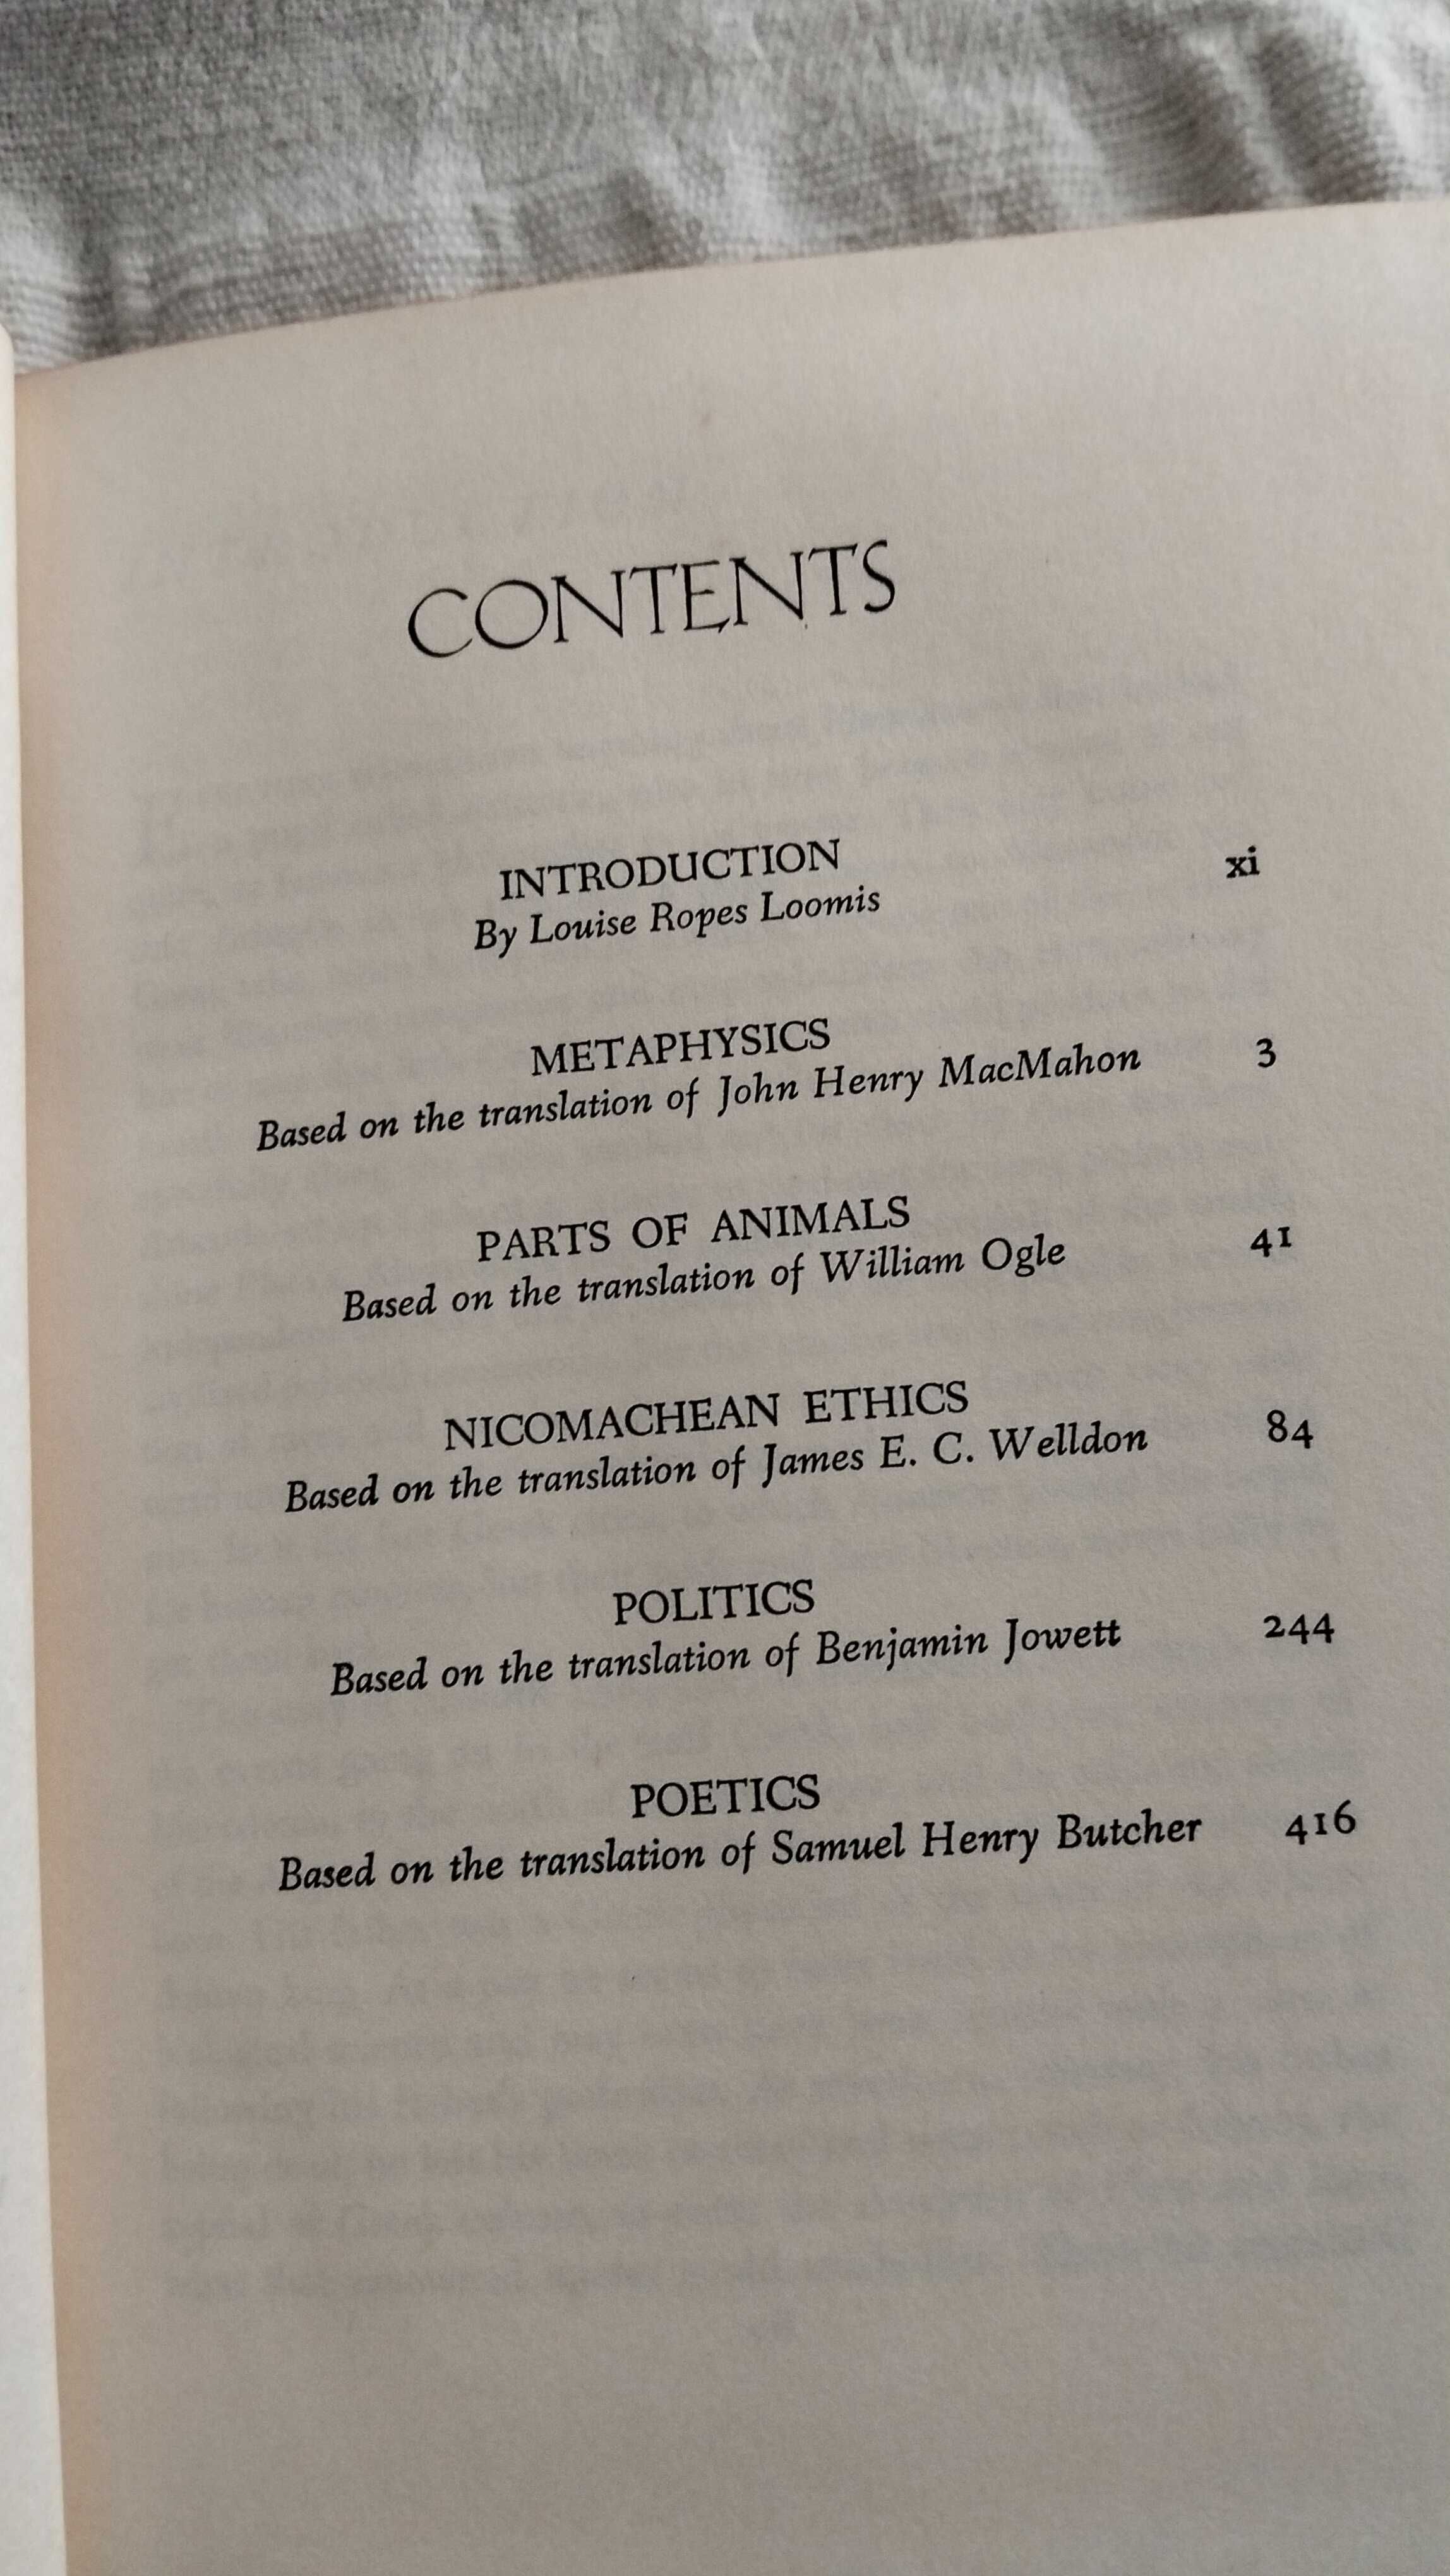 CONTENTS
INTRODUCTION xi
By Louise Ropes Loomis
METAPHYSICS 3
Based on the translation of John Henry MacMahon
PARTS OF ANIMALS 41
Based on the translation of William Ogle
NICOMACHEAN ETHICS 84
Based on the translation of James E. C. Welldon
POLITICS 244
Based on the translation of Benjamin Jowett
POETICS 416
Based on the translation of Samuel Henry Butcher